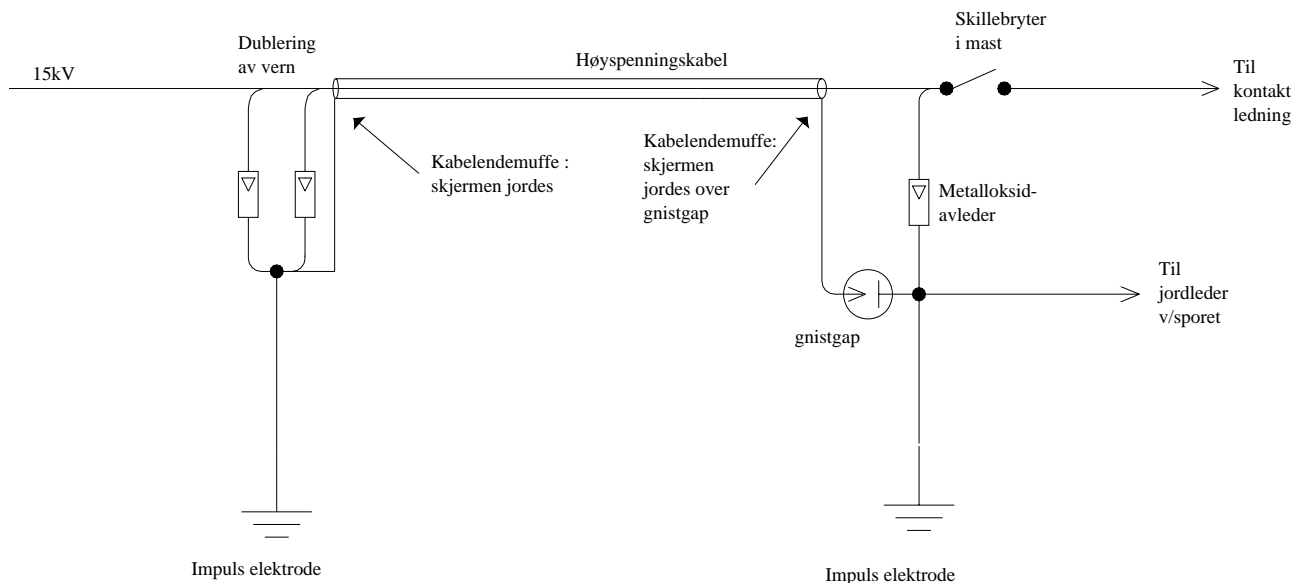 Skillebryter
i mast
Dublering
av vern
15kV
Høyspenningskabel
Til
kontakt
ledning
Kabelendemuffe :
skjermen jordes
Kabelendemuffe:
skjermen
jordes over
gnistgap
Metalloksid-
avleder
Til
jordleder
v/sporet
gnistgap
Impuls elektrode
Impuls elektrode